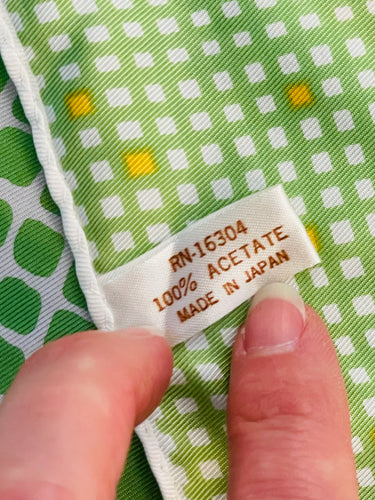 RN-16304
100% ACETATE
MADE IN JAPAN